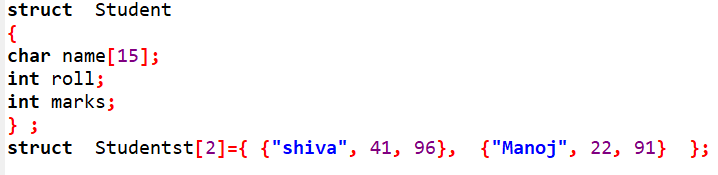 struct  Student
{
char name[15];
int roll;
int marks;
} ;
struct  Studentst[2]={ {"shiva", 41, 96},  {"Manoj", 22, 91}  };